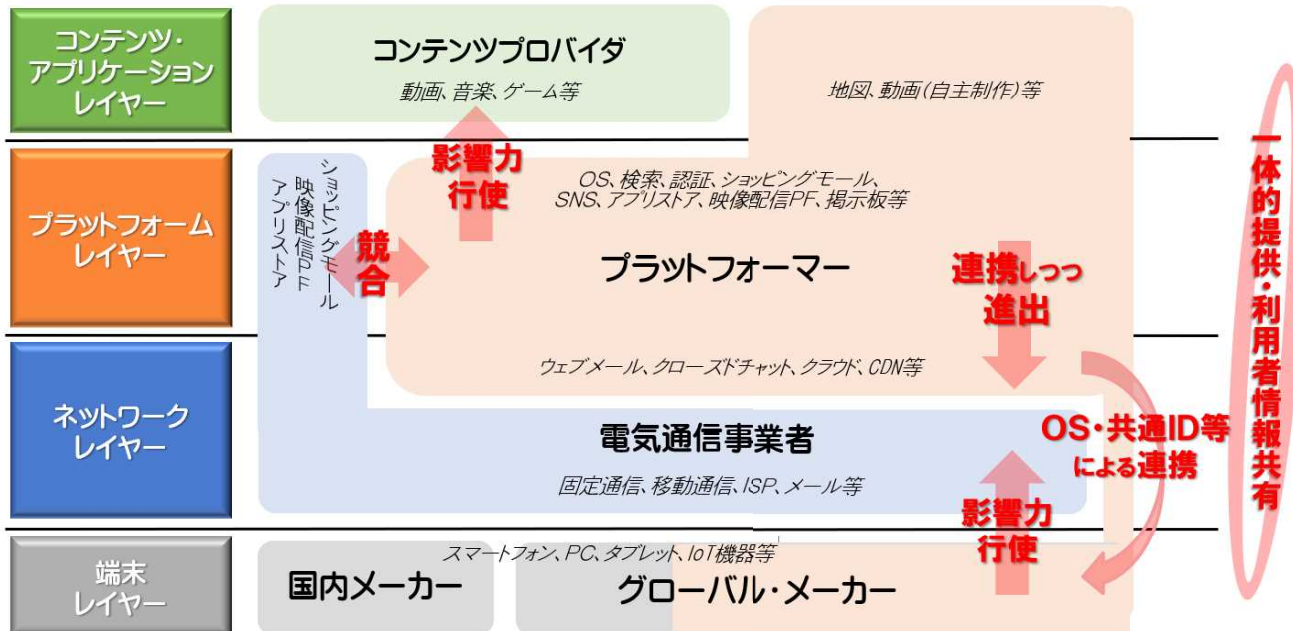 コンテンツ・
アプリケーション
レイヤー
コンテンツプロバイダ
動画、音楽、ゲーム等
地図、動画(自主制作)等
影響力
行使
プラットフォーム
レイヤー
ショッピングモール
映像配信PF
アプリストア
競
合
OS、検索、認証、ショッピングモール、
SNS、アプリストア、映像配信PF、掲示板等
プラットフォーマー
連携しつつ
進出
ウェブメール、クローズドチャット、クラウド、CDN等
ネットワーク
レイヤー
電気通信事業者
固定通信、移動通信、ISP、メール等
OS・共通ID等
による連携
影響力
行使
端末
レイヤー
スマートフォン、PC、タブレット、IoT機器等
国内メーカー
グローバル・メーカー
一体的提供・利用者情報共有